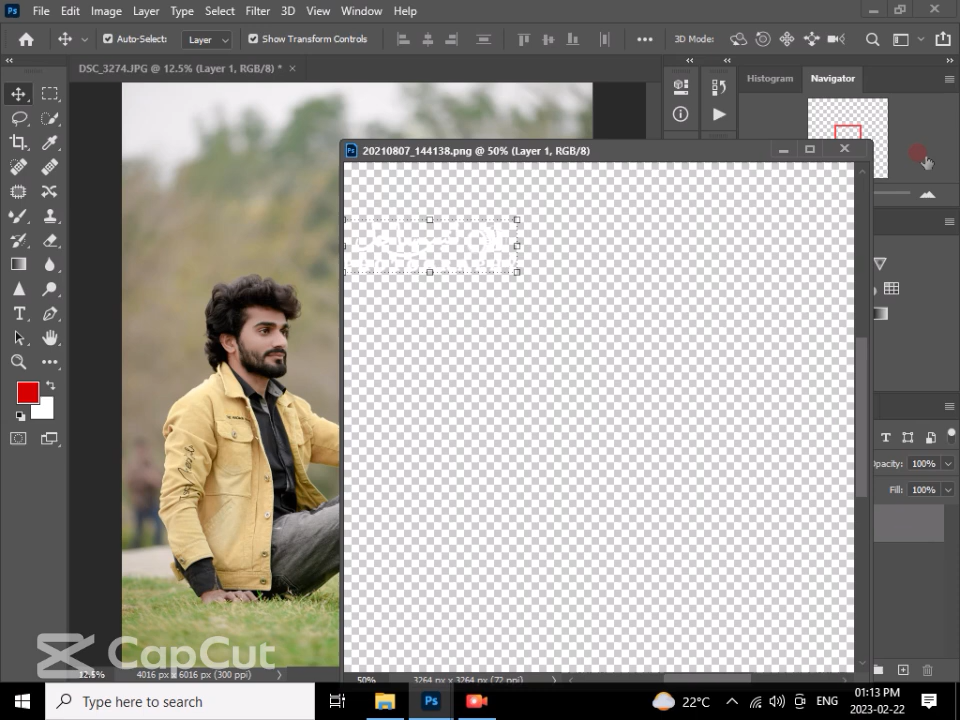 Ps File Edit Image Layer Type Select Filter 3D View Window Help
Auto-Select: Layer Show Transform Controls 3D Mode:
DSC_3274.JPG @ 12.5% (Layer 1, RGB/8) * ×
Histogram Navigator
Ps 20210807_144138.png @ 50% (Layer 1, RGB/8)
Opacity: 100%
Fill: 100%
CapCut
12.5% 4016 px x 6016 px (300 ppi)
50% 3264 px x 3264 px (72 ppi)
Type here to search
Ps
22°C
ENG
01:13 PM
2023-02-22